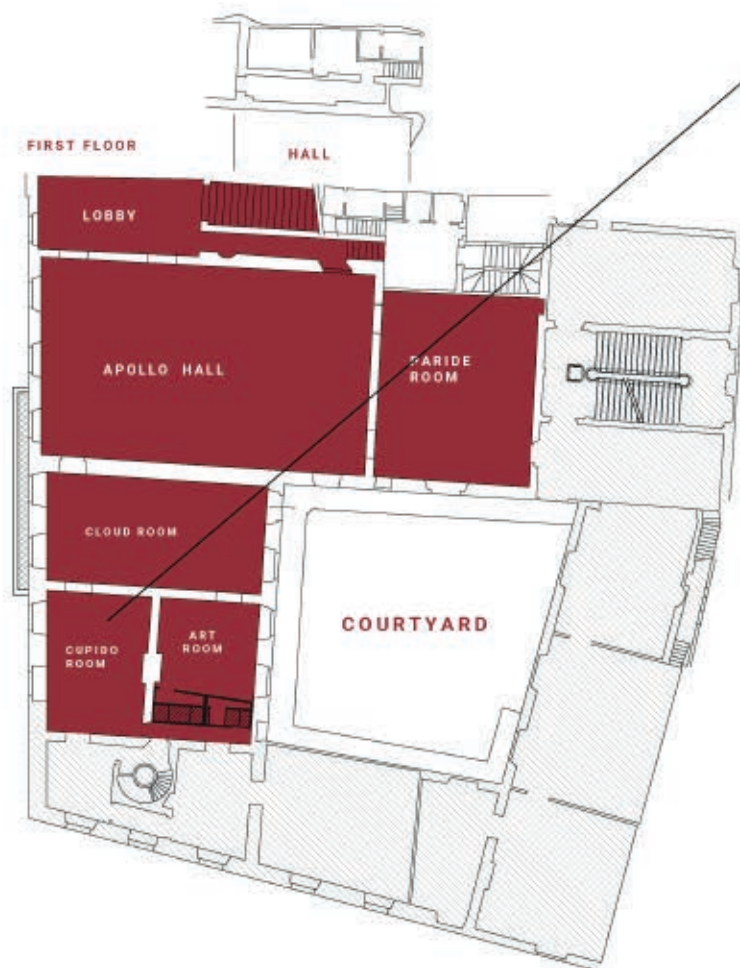 FIRST FLOOR
HALL
LOBBY
APOLLO HALL
PARIDE
ROOM
CLOUD ROOM
CUPIDO
ROOM
ART
ROOM
COURTYARD